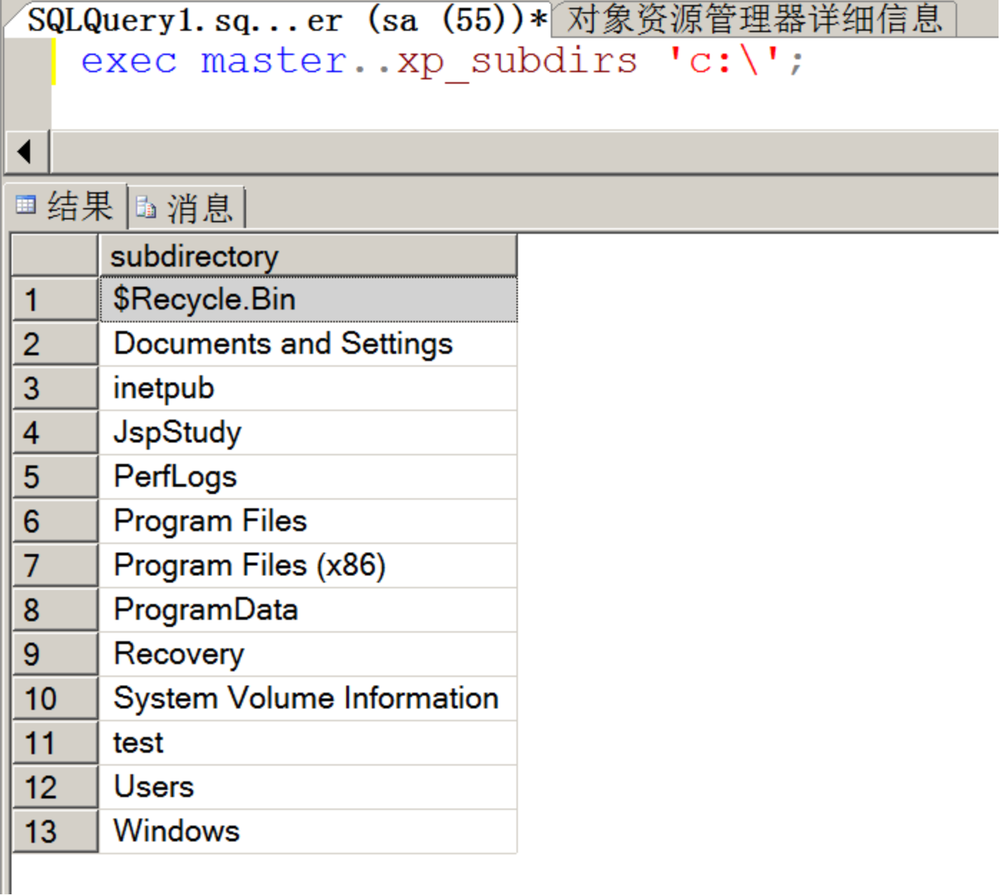 SQLQuery1.sq...er (sa (55))* 对象资源管理器详细信息
exec master..xp_subdirs 'c:\';
结果 消息
subdirectory
1 $Recycle.Bin
2 Documents and Settings
3 inetpub
4 JspStudy
5 PerfLogs
6 Program Files
7 Program Files (x86)
8 ProgramData
9 Recovery
10 System Volume Information
11 test
12 Users
13 Windows